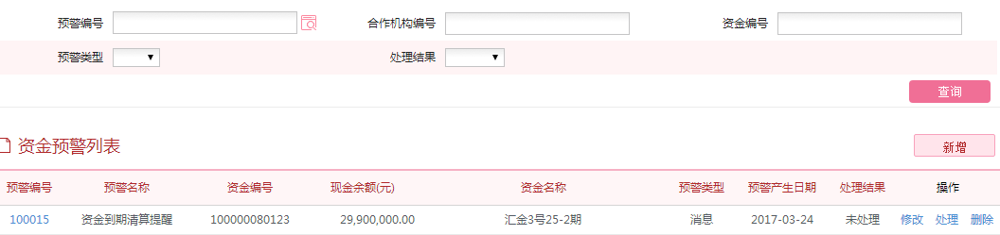 预警编号 合作机构编号 资金编号
预警类型 处理结果
查询
资金预警列表 新增
预警编号 预警名称 资金编号 现金余额(元) 资金名称 预警类型 预警产生日期 处理结果 操作
100015 资金到期清算提醒 100000080123 29,900,000.00 汇金3号25-2期 消息 2017-03-24 未处理 修改 处理 删除